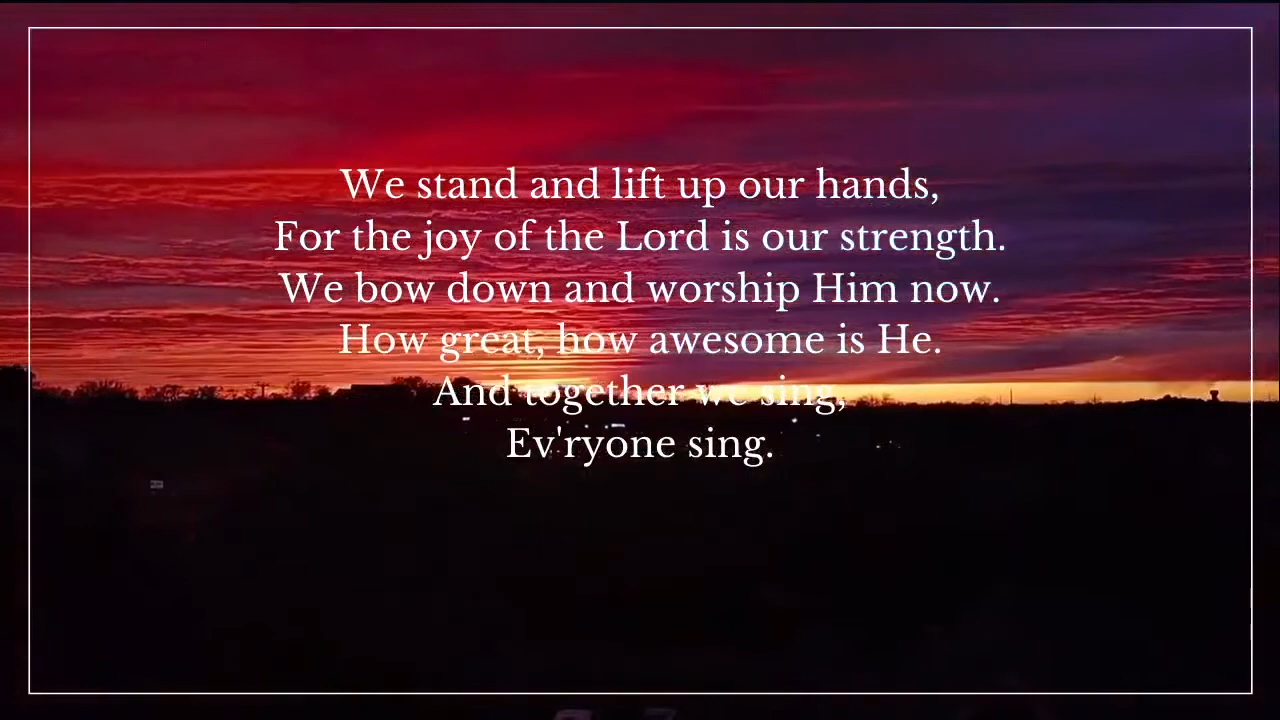 We stand and lift up our hands,
For the joy of the Lord is our strength.
We bow down and worship Him now.
How great, how awesome is He.
And together we sing,
Ev'ryone sing.